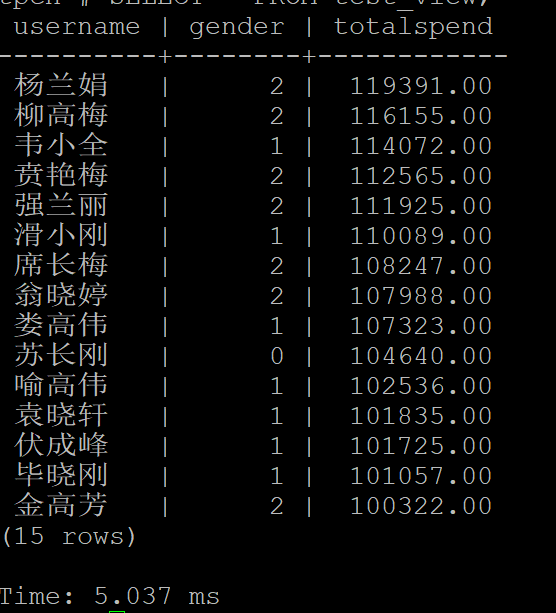 username | gender | totalspend
----------+--------+------------
杨兰娟 | 2 | 119391.00
柳高梅 | 2 | 116155.00
韦小全 | 1 | 114072.00
贲艳梅 | 2 | 112565.00
强兰丽 | 2 | 111925.00
滑小刚 | 1 | 110089.00
席长梅 | 2 | 108247.00
翁晓婷 | 2 | 107988.00
娄高伟 | 1 | 107323.00
苏长刚 | 0 | 104640.00
喻高伟 | 1 | 102536.00
袁晓轩 | 1 | 101835.00
伏成峰 | 1 | 101725.00
毕晓刚 | 1 | 101057.00
金高芳 | 2 | 100322.00
(15 rows)
Time: 5.037 ms